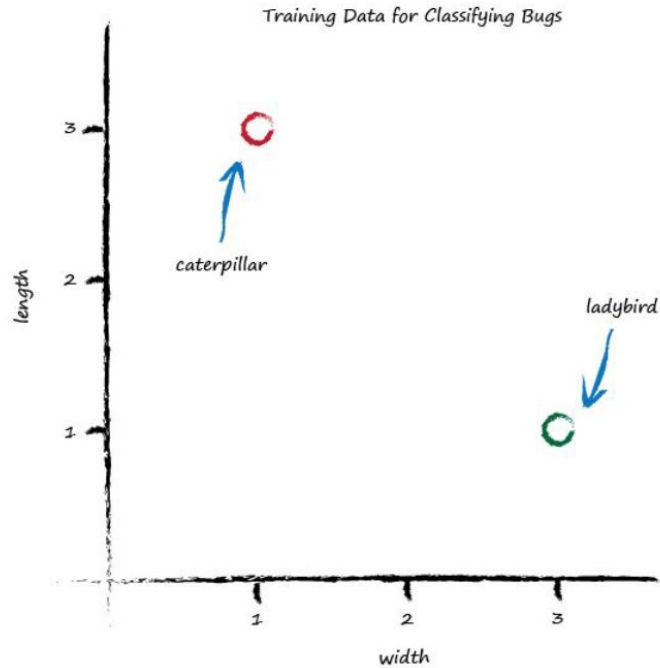 Training Data for Classifying Bugs
3
caterpillar
2
length
ladybird
1
1 2 3
width